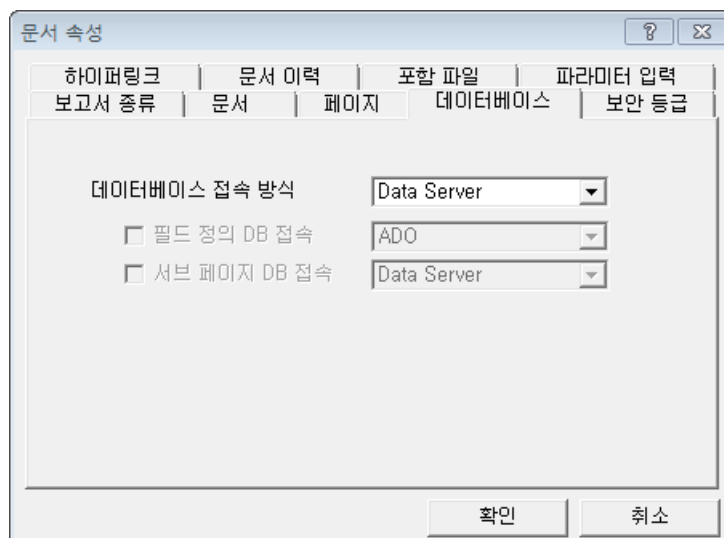 문서 속성
하이퍼링크 문서 이력 포함 파일 파라미터 입력
보고서 종류 문서 페이지 데이터베이스 보안 등급
데이터베이스 접속 방식 Data Server
필드 정의 DB 접속 ADO
서브 페이지 DB 접속 Data Server
확인 취소